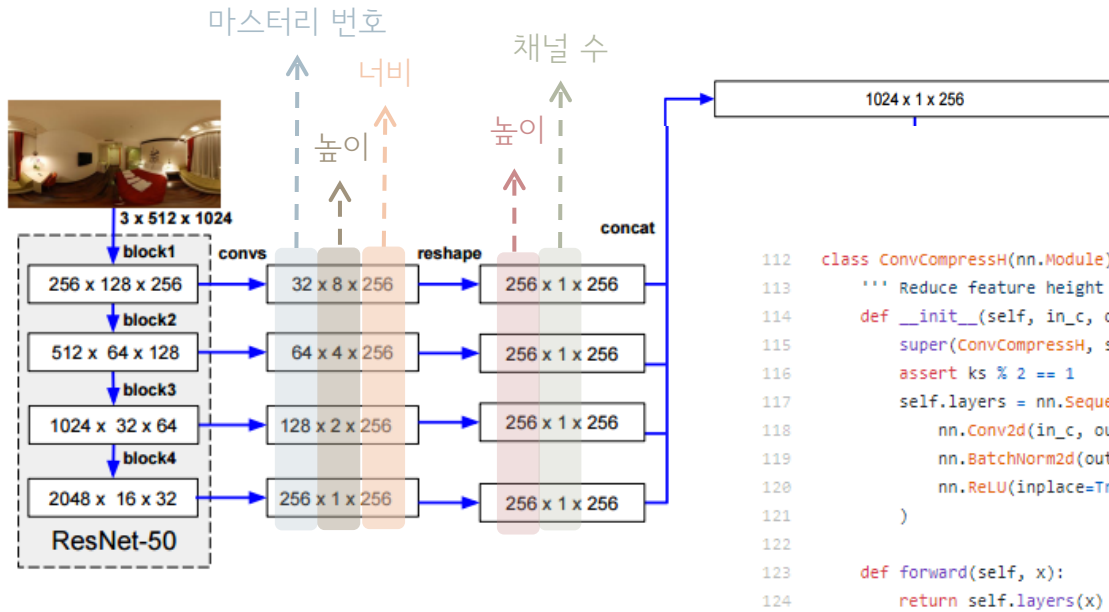 마스터리 번호
너비
높이
높이
채널 수
3 x 512 x 1024
block1
256 x 128 x 256
block2
512 x 64 x 128
block3
1024 x 32 x 64
block4
2048 x 16 x 32
ResNet-50
convs
32 x 8 x 256
64 x 4 x 256
128 x 2 x 256
256 x 1 x 256
reshape
256 x 1 x 256
256 x 1 x 256
256 x 1 x 256
256 x 1 x 256
concat
1024 x 1 x 256
112 class ConvCompressH(nn.Module)
113 ''' Reduce feature height
114 def __init__(self, in_c, o
115 super(ConvCompressH, s
116 assert ks % 2 == 1
117 self.layers = nn.Seque
118 nn.Conv2d(in_c, ou
119 nn.BatchNorm2d(out
120 nn.ReLU(inplace=Tr
121 )
122
123 def forward(self, x):
124 return self.layers(x)